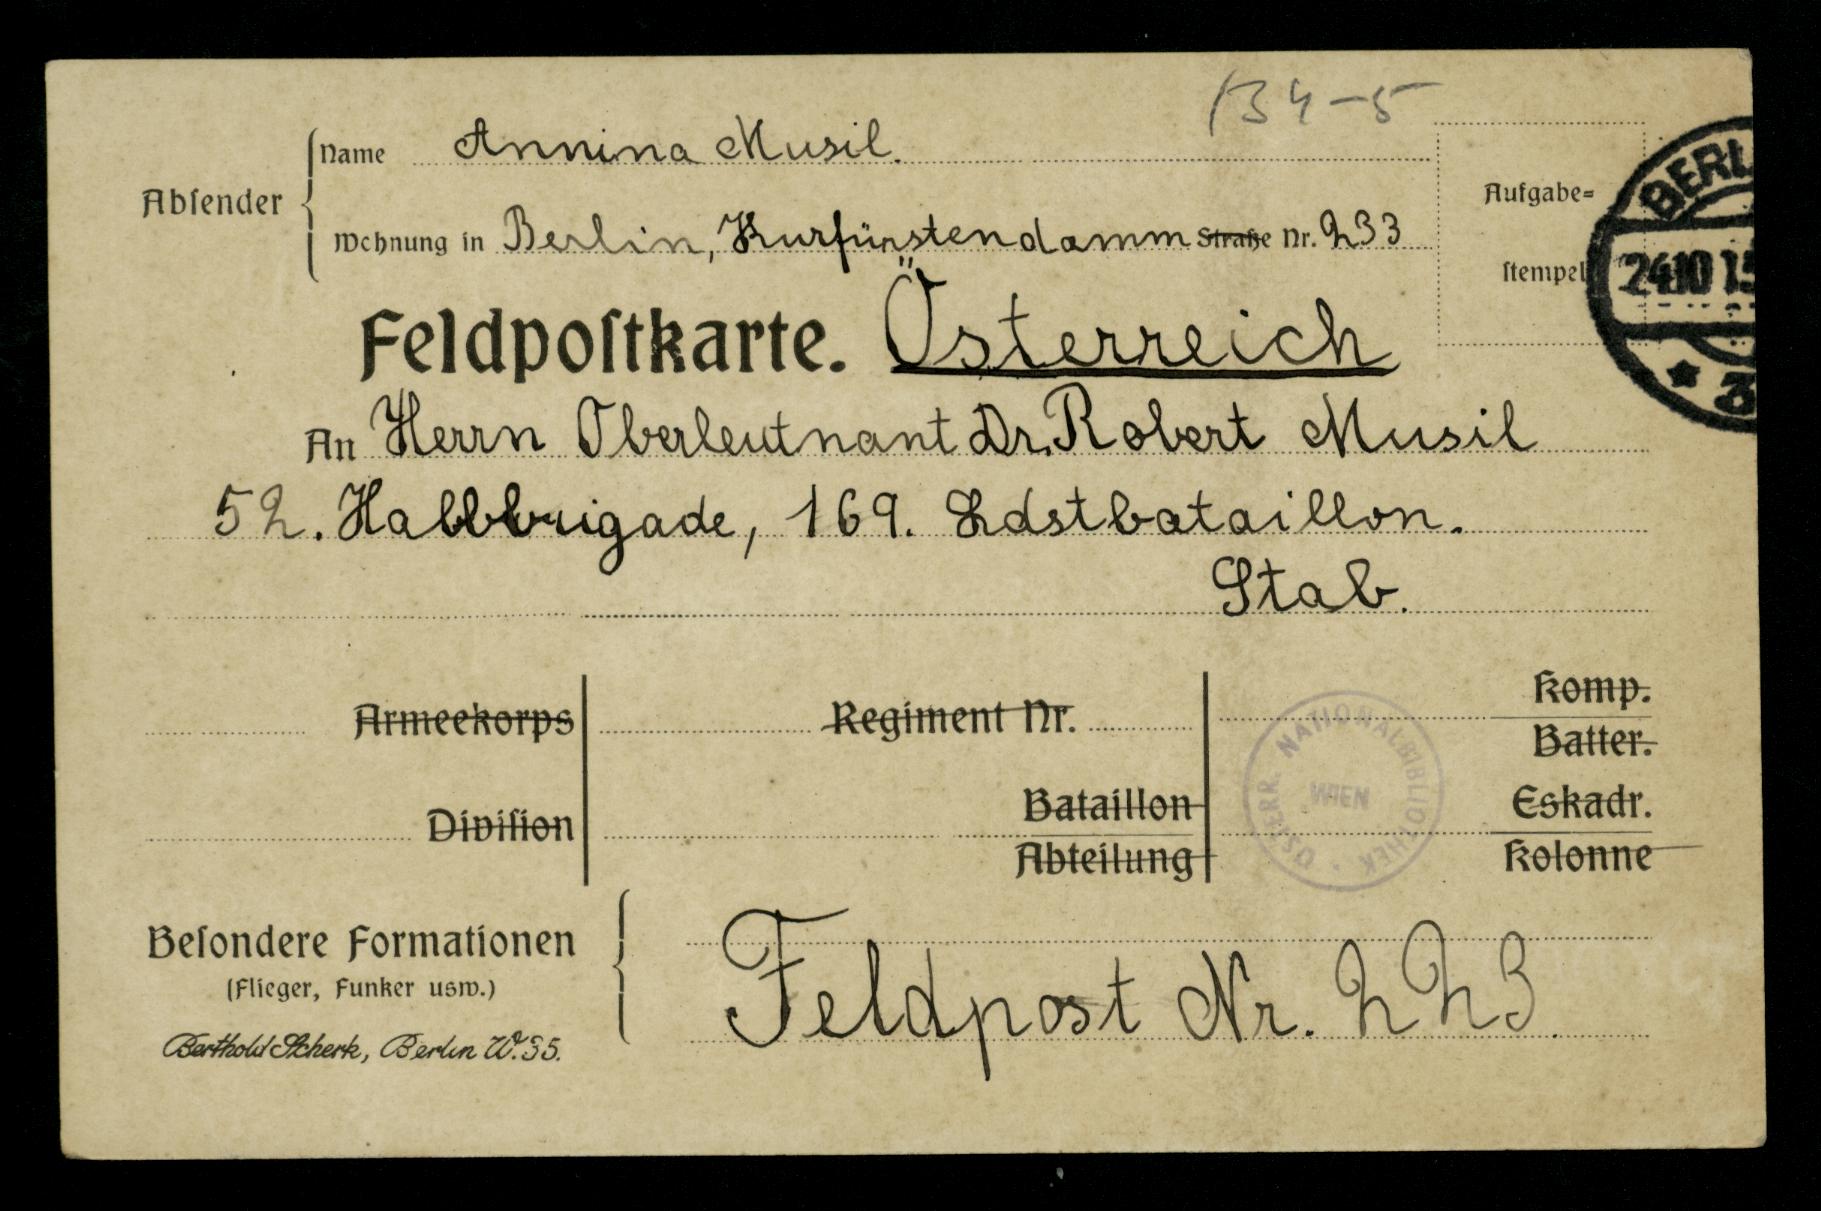 134-5
Absender
Name Annina Musil.
Wohnung in Berlin, Kurfürstendamm Straße Nr. 233
Aufgabe=
stempel
BERL
24.10 15
* 3
Feldpostkarte. Österreich
An Herrn Oberleutnant Dr. Robert Musil
52. Halbbrigade, 169. Ldstbataillon.
Stab.
Armeekorps
Regiment Nr.
Komp.
Batter.
Division
Bataillon
Abteilung
Eskadr.
Kolonne
ÖSTERR. NATIONALBIBLIOTHEK
WIEN
Besondere Formationen
(Flieger, Funker usw.)
Feldpost Nr. 223.
Berthold Scherk, Berlin W. 35.